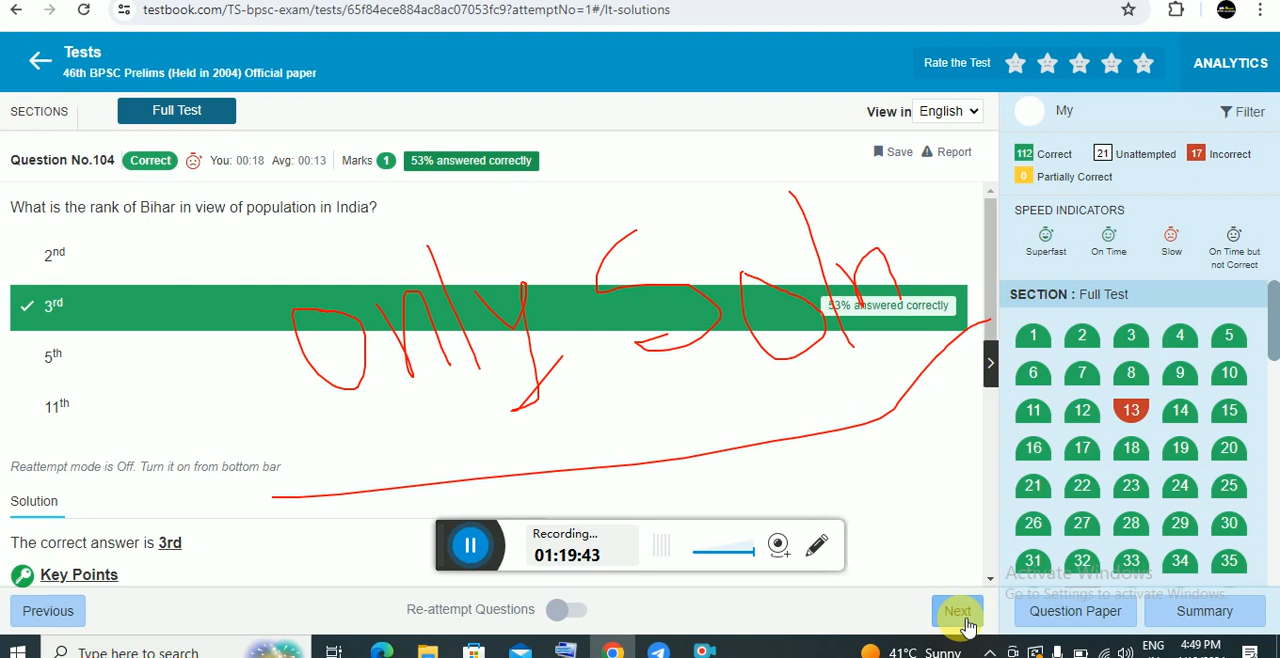 testbook.com/TS-bpsc-exam/tests/65f84ece884ac8ac07053fc9?attemptNo=1#/lt-solutions
Tests
46th BPSC Prelims (Held in 2004) Official paper
Rate the Test
ANALYTICS
SECTIONS
Full Test
View in English
My
Filter
Question No.104 Correct You: 00:18 Avg: 00:13 Marks 1 53% answered correctly
Save Report
112 Correct 21 Unattempted 17 Incorrect
0 Partially Correct
What is the rank of Bihar in view of population in India?
SPEED INDICATORS
Superfast On Time Slow On Time but not Correct
2nd
3rd
53% answered correctly
5th
11th
only Soln
SECTION : Full Test
1 2 3 4 5
6 7 8 9 10
11 12 13 14 15
16 17 18 19 20
21 22 23 24 25
26 27 28 29 30
31 32 33 34 35
Reattempt mode is Off. Turn it on from bottom bar
Solution
Recording...
01:19:43
The correct answer is 3rd
Key Points
Activate Windows
Go to Settings to activate Windows.
Previous
Re-attempt Questions
Next
Question Paper
Summary
Type here to search
41°C Sunny
ENG
4:49 PM